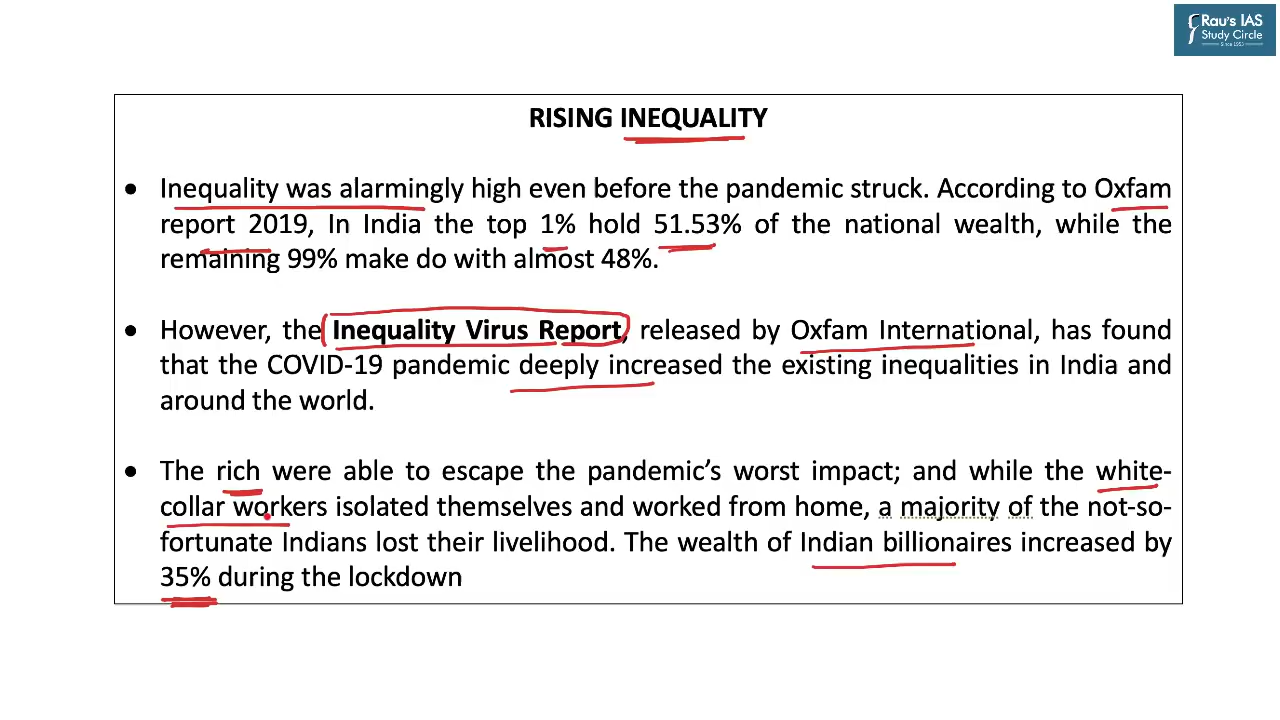 Rau's IAS
Study Circle
Since 1953
RISING INEQUALITY
• Inequality was alarmingly high even before the pandemic struck. According to Oxfam
report 2019, In India the top 1% hold 51.53% of the national wealth, while the
remaining 99% make do with almost 48%.
• However, the Inequality Virus Report, released by Oxfam International, has found
that the COVID-19 pandemic deeply increased the existing inequalities in India and
around the world.
• The rich were able to escape the pandemic’s worst impact; and while the white-
collar workers isolated themselves and worked from home, a majority of the not-so-
fortunate Indians lost their livelihood. The wealth of Indian billionaires increased by
35% during the lockdown